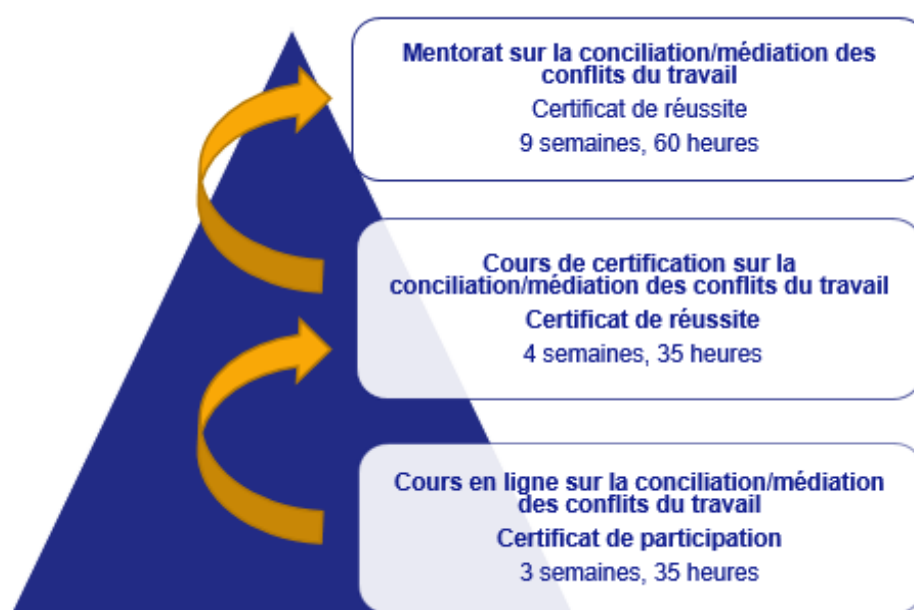 Mentorat sur la conciliation/médiation des
conflits du travail
Certificat de réussite
9 semaines, 60 heures
Cours de certification sur la
conciliation/médiation des conflits du travail
Certificat de réussite
4 semaines, 35 heures
Cours en ligne sur la conciliation/médiation
des conflits du travail
Certificat de participation
3 semaines, 35 heures